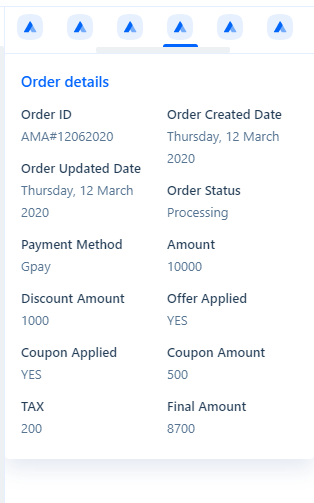 Order details
Order ID
AMA#12062020
Order Created Date
Thursday, 12 March
2020
Order Updated Date
Thursday, 12 March
2020
Order Status
Processing
Payment Method
Gpay
Amount
10000
Discount Amount
1000
Offer Applied
YES
Coupon Applied
YES
Coupon Amount
500
TAX
200
Final Amount
8700